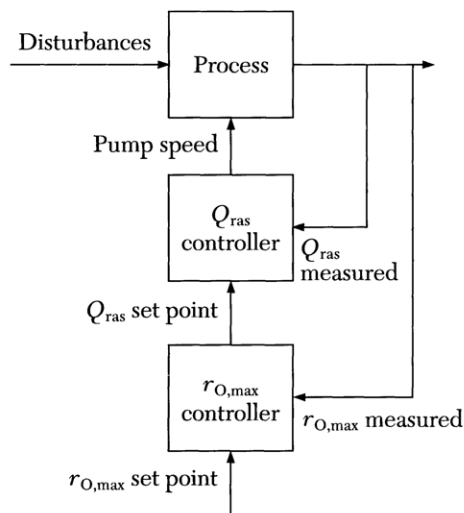 Disturbances
Process
Pump speed
Q_ras
controller
Q_ras
measured
Q_ras set point
r_O,max
controller
r_O,max measured
r_O,max set point